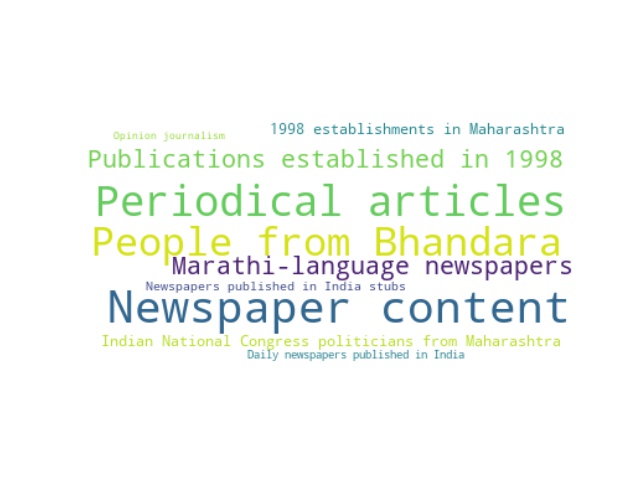 Opinion journalism
1998 establishments in Maharashtra
Publications established in 1998
Periodical articles
People from Bhandara
Marathi-language newspapers
Newspapers published in India stubs
Newspaper content
Indian National Congress politicians from Maharashtra
Daily newspapers published in India